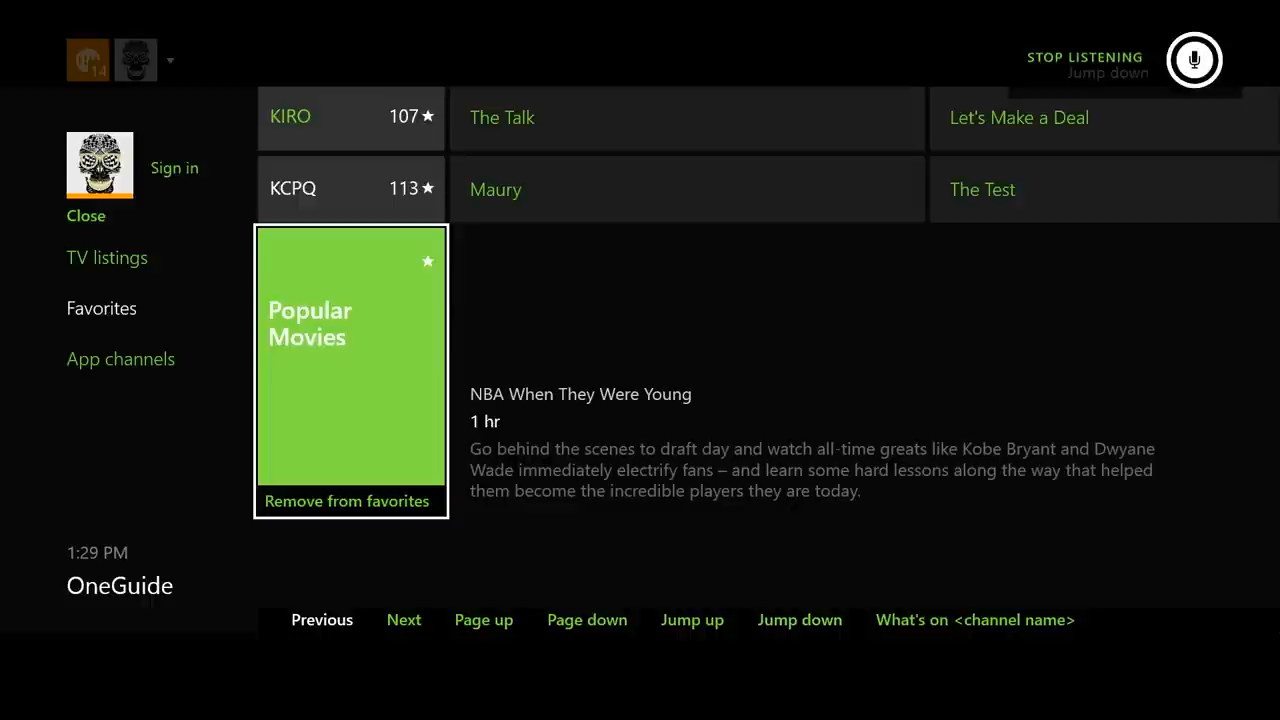 14
STOP LISTENING
Jump down
KIRO 107★ The Talk Let's Make a Deal
Sign in
KCPQ 113★ Maury The Test
Close
TV listings
Favorites
App channels
Popular
Movies
NBA When They Were Young
1 hr
Go behind the scenes to draft day and watch all-time greats like Kobe Bryant and Dwyane
Wade immediately electrify fans – and learn some hard lessons along the way that helped
them become the incredible players they are today.
Remove from favorites
1:29 PM
OneGuide
Previous Next Page up Page down Jump up Jump down What's on <channel name>